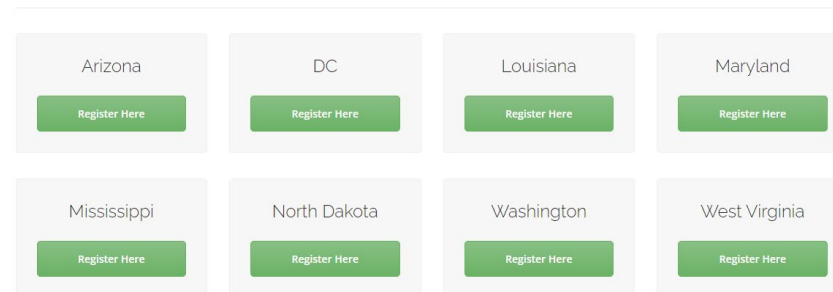 Arizona
Register Here
DC
Register Here
Louisiana
Register Here
Maryland
Register Here
Mississippi
Register Here
North Dakota
Register Here
Washington
Register Here
West Virginia
Register Here